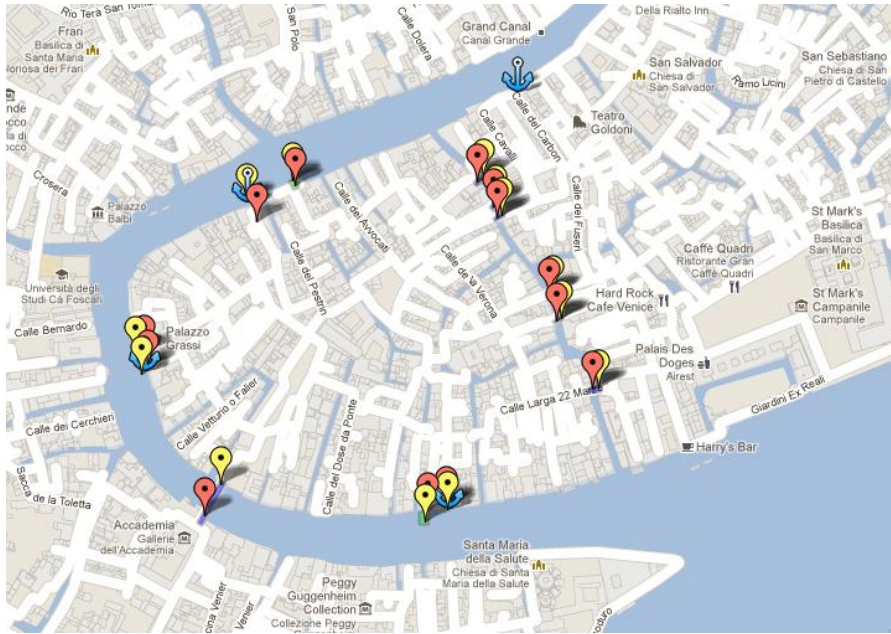 Rio Terà San Toma
San Polo
Calle Dolera
Grand Canal
Canal Grande
Della Rialto Inn
Frari
Basilica di
Santa Maria
Gloriosa dei Frari
San Salvador
Chiesa di
San Salvador
San Sebastiano
Chiesa di San
Pietro di Castello
Ramo Licini
Calle del Carbon
Calle Cavalli
Teatro
Goldoni
Crosera
Palazzo
Balbi
Calle dei Avvocati
Calle dei Fuseri
St Mark's
Basilica
Basilica di
San Marco
Caffè Quadri
Ristorante Gran
Caffè Quadri
Calle de la Verona
Calle del Pestrin
Università degli
Studi Cà Foscari
Hard Rock
Cafe Venice
St Mark's
Campanile
Campanile
Calle Bernardo
Palazzo
Grassi
Palais Des
Doges
Airest
Giardini Ex Reali
Calle Larga 22 Mar
Calle Vetturio o Falier
Calle del Dose da Ponte
Calle dei Cerchieri
Harry's Bar
Sacca de la Toletta
Accademia
Gallerie
dell'Accademia
Santa Maria
della Salute
Chiesa di Santa
Maria della Salute
Peggy
Guggenheim
Collection
Collezione Peggy
Venier